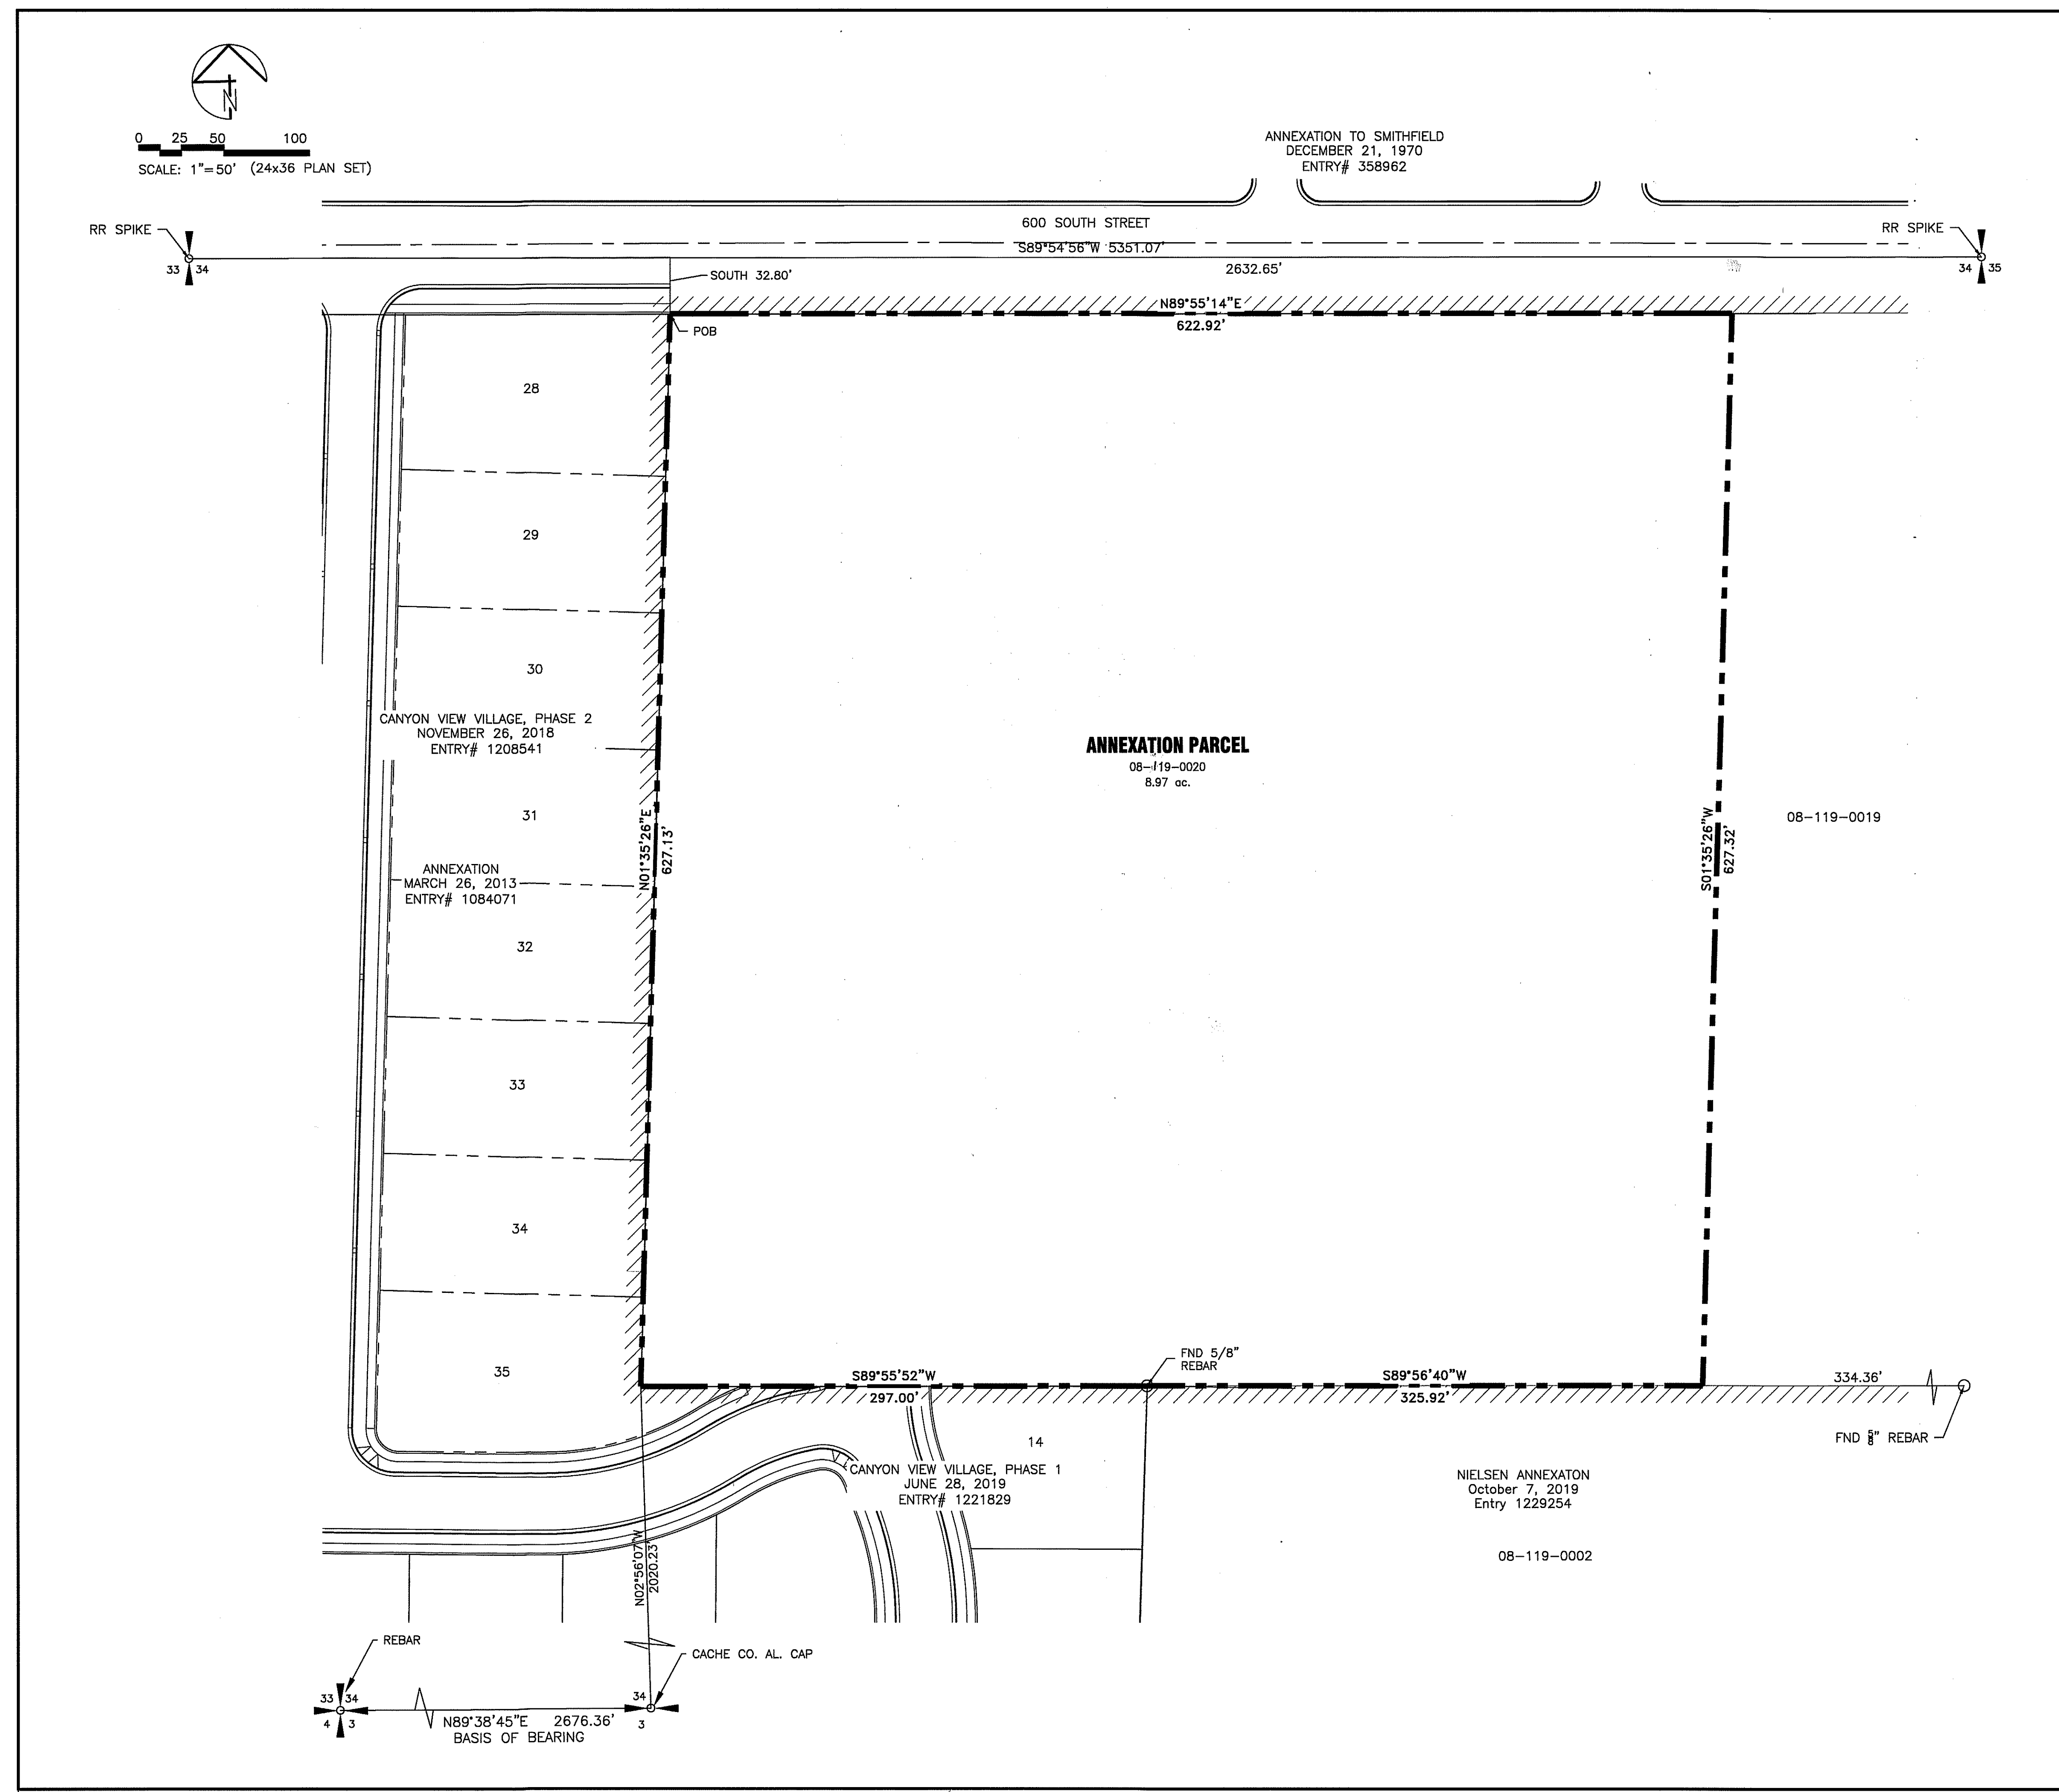 N
0 25 50 100
SCALE: 1"=50' (24x36 PLAN SET)
ANNEXATION TO SMITHFIELD
DECEMBER 21, 1970
ENTRY# 358962
RR SPIKE
33 34
600 SOUTH STREET
S89°54'56"W 5351.07'
2632.65'
RR SPIKE
34 35
SOUTH 32.80'
N89°55'14"E
622.92'
POB
28
29
30
CANYON VIEW VILLAGE, PHASE 2
NOVEMBER 26, 2018
ENTRY# 1208541
31
ANNEXATION
MARCH 26, 2013
ENTRY# 1084071
32
33
34
35
N01°35'26"E
627.13'
ANNEXATION PARCEL
08-119-0020
8.97 ac.
S01°35'26"W
627.32'
08-119-0019
S89°55'52"W
297.00'
FND 5/8"
REBAR
S89°56'40"W
325.92'
334.36'
FND 5/8" REBAR
14
CANYON VIEW VILLAGE, PHASE 1
JUNE 28, 2019
ENTRY# 1221829
NIELSEN ANNEXATON
October 7, 2019
Entry 1229254
08-119-0002
N02°56'07"W
2020.23'
REBAR
CACHE CO. AL. CAP
33 34
4 3
34
3
N89°38'45"E 2676.36'
BASIS OF BEARING